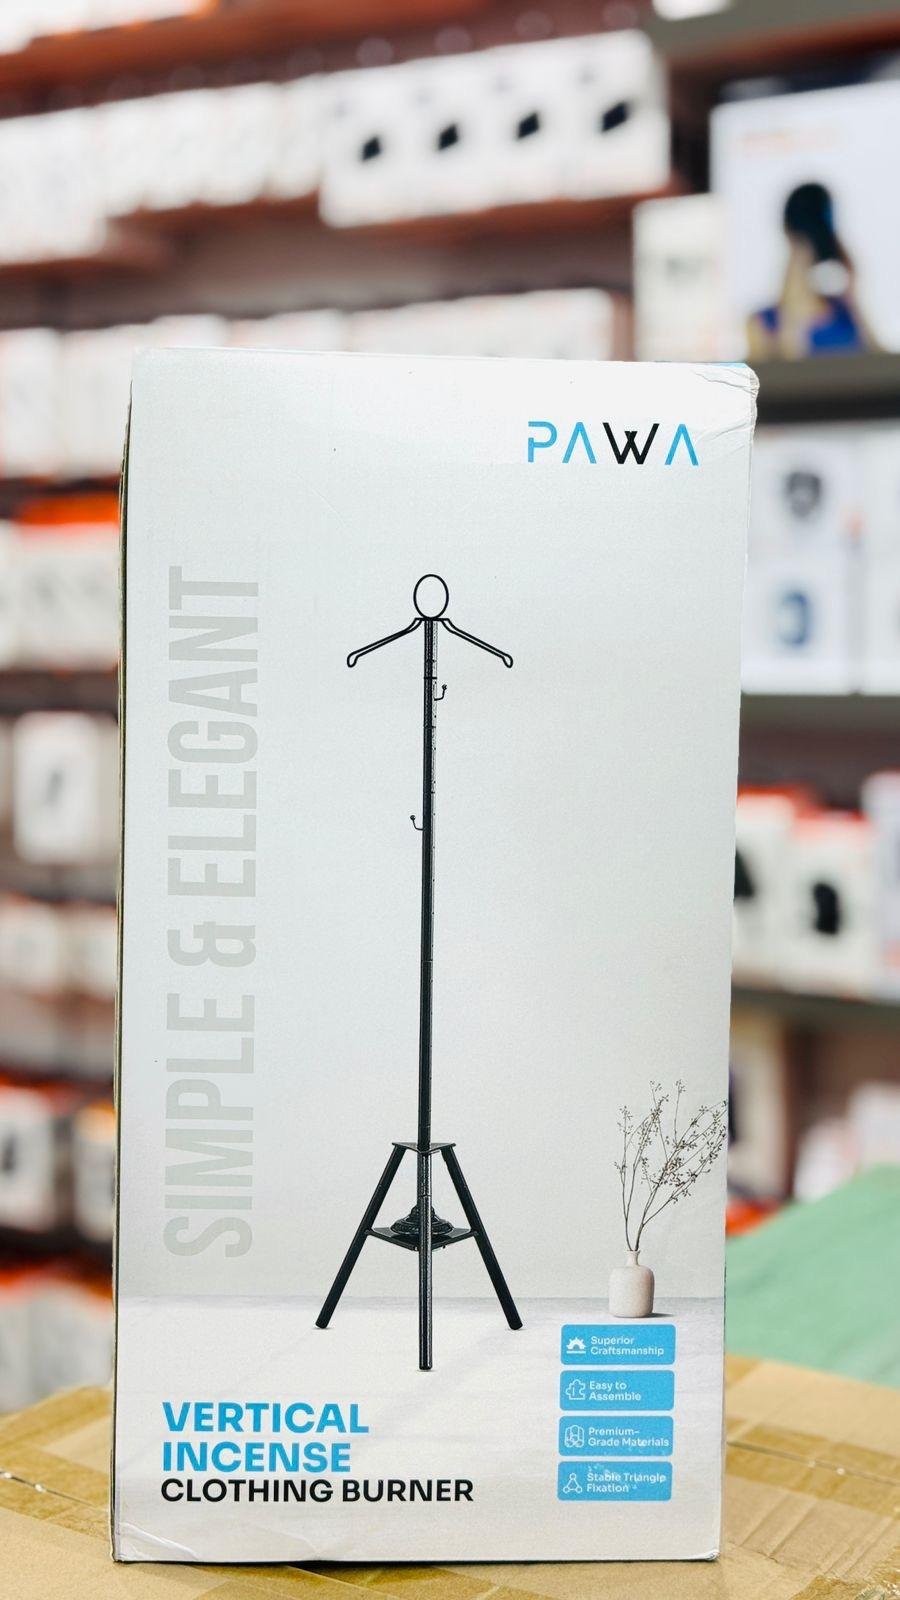 PAWA
SIMPLE & ELEGANT
VERTICAL
INCENSE
CLOTHING BURNER
Superior
Craftsmanship
Easy to
Assemble
Premium-
Grade Materials
Stable Triangle
Fixation